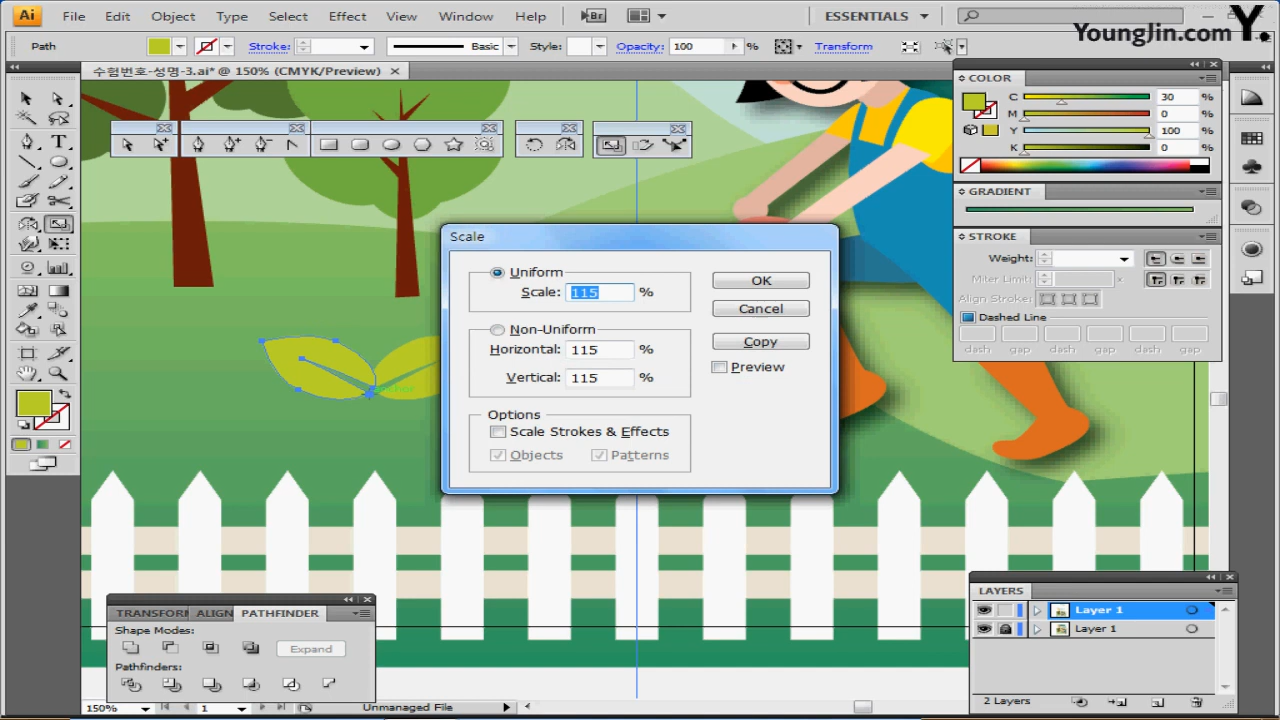 Ai File Edit Object Type Select Effect View Window Help Br ESSENTIALS
YoungJin.com Y.
Path Stroke: Basic Style: Opacity: 100 % Transform
수험번호-성명-3.ai* @ 150% (CMYK/Preview)
COLOR
C 30 %
M 0 %
Y 100 %
K 0 %
GRADIENT
STROKE
Weight:
Miter Limit: x
Align Stroke:
Dashed Line
dash gap dash gap dash gap
Scale
Uniform
Scale: 115 %
Non-Uniform
Horizontal: 115 %
Vertical: 115 %
Options
Scale Strokes & Effects
Objects Patterns
OK
Cancel
Copy
Preview
TRANSFORM ALIGN PATHFINDER
Shape Modes:
Expand
Pathfinders:
LAYERS
Layer 1
Layer 1
2 Layers
150% 1 Unmanaged File